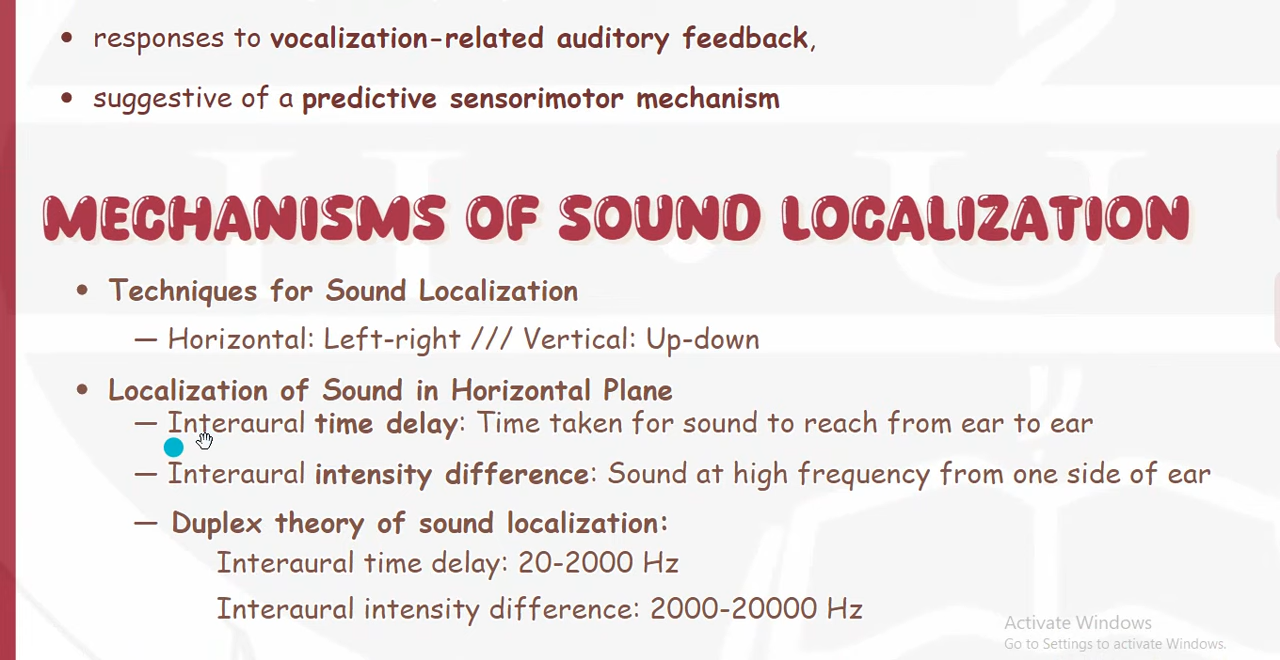 • responses to vocalization-related auditory feedback,
• suggestive of a predictive sensorimotor mechanism
MECHANISMS OF SOUND LOCALIZATION
• Techniques for Sound Localization
— Horizontal: Left-right /// Vertical: Up-down
• Localization of Sound in Horizontal Plane
— Interaural time delay: Time taken for sound to reach from ear to ear
— Interaural intensity difference: Sound at high frequency from one side of ear
— Duplex theory of sound localization:
Interaural time delay: 20-2000 Hz
Interaural intensity difference: 2000-20000 Hz
Activate Windows
Go to Settings to activate Windows.